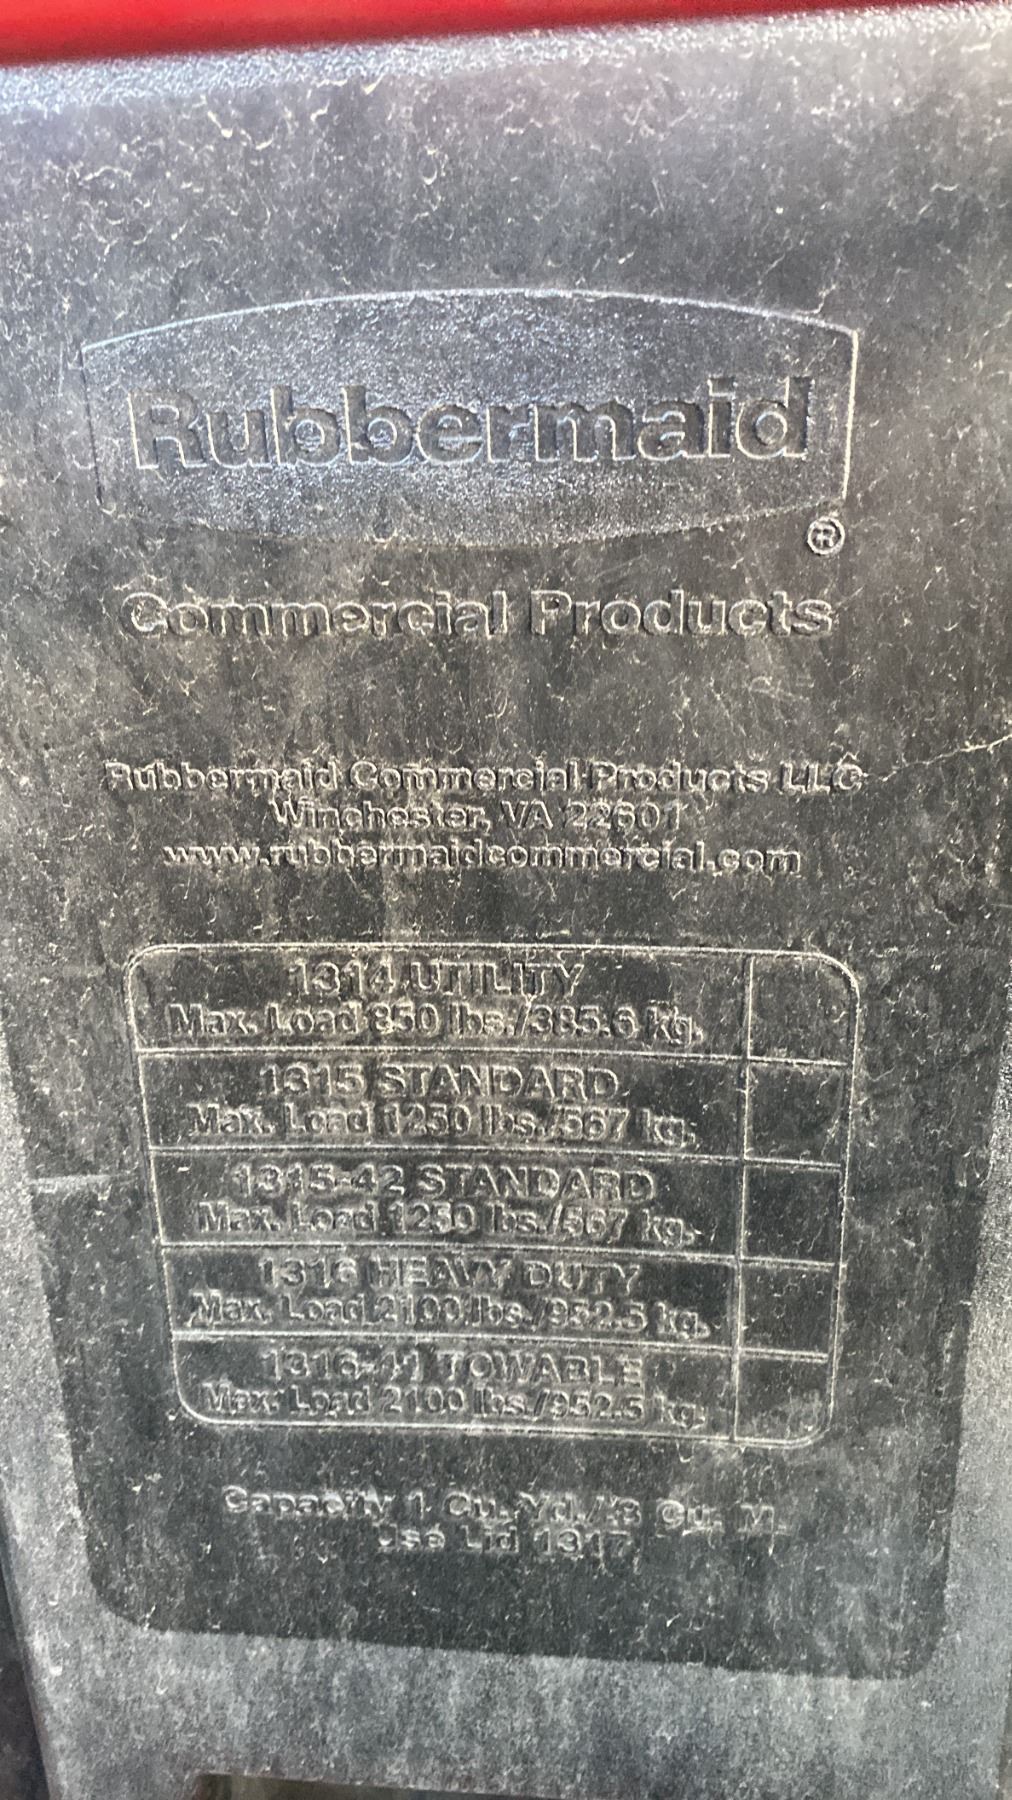 Rubbermaid
®
Commercial Products
Rubbermaid Commercial Products LLC
Winchester, VA 22601
www.rubbermaidcommercial.com
1314 UTILITY
Max. Load 850 lbs./385.6 kg.
1315 STANDARD
Max. Load 1250 lbs./567 kg.
1315-42 STANDARD
Max. Load 1250 lbs./567 kg.
1316 HEAVY DUTY
Max. Load 2100 lbs./952.5 kg.
1316-41 TOWABLE
Max. Load 2100 lbs./952.5 kg.
Capacity 1 Cu. Yd./.8 Cu. M.
Use Lid 1317